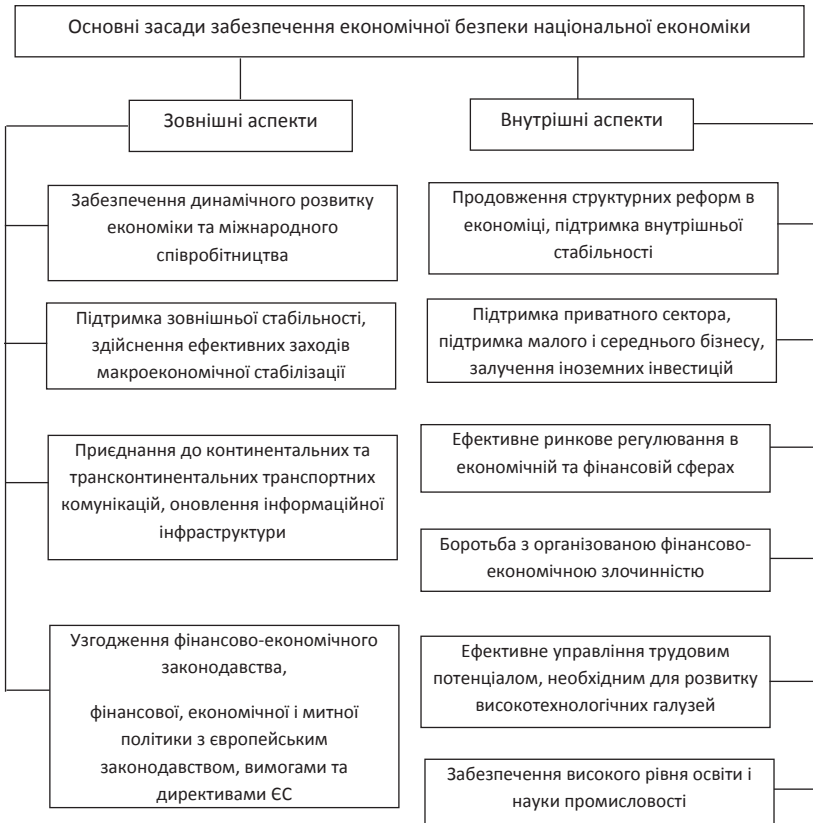 Основні засади забезпечення економічної безпеки національної економіки
Зовнішні аспекти
Внутрішні аспекти
Забезпечення динамічного розвитку
економіки та міжнародного
співробітництва
Підтримка зовнішньої стабільності,
здійснення ефективних заходів
макроекономічної стабілізації
Приєднання до континентальних та
трансконтинентальних транспортних
комунікацій, оновлення інформаційної
інфраструктури
Узгодження фінансово-економічного
законодавства,
фінансової, економічної і митної
політики з європейським
законодавством, вимогами та
директивами ЄС
Продовження структурних реформ в
економіці, підтримка внутрішньої
стабільності
Підтримка приватного сектора,
підтримка малого і середнього бізнесу,
залучення іноземних інвестицій
Ефективне ринкове регулювання в
економічній та фінансовій сферах
Боротьба з організованою фінансово-
економічною злочинністю
Ефективне управління трудовим
потенціалом, необхідним для розвитку
високотехнологічних галузей
Забезпечення високого рівня освіти і
науки промисловості